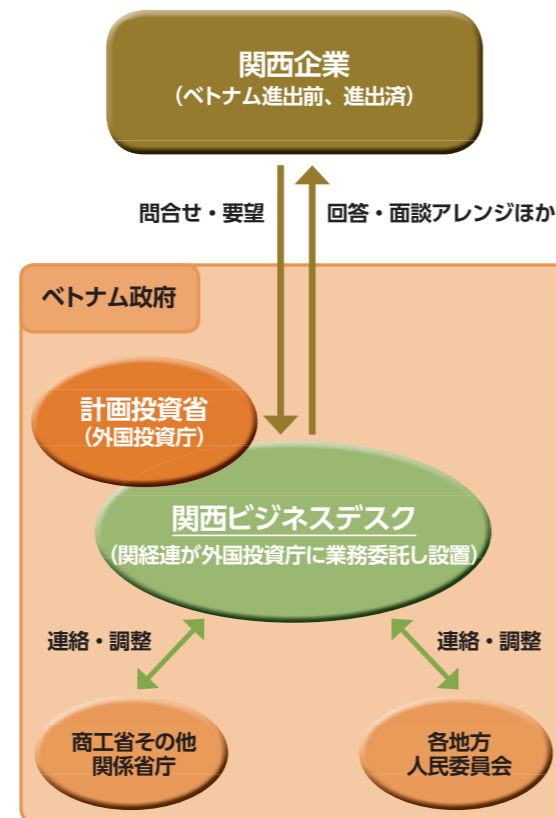 関西企業
（ベトナム進出前、進出済）
問合せ・要望
回答・面談アレンジほか
ベトナム政府
計画投資省
（外国投資庁）
関西ビジネスデスク
（関経連が外国投資庁に業務委託し設置）
連絡・調整
連絡・調整
商工省その他
関係省庁
各地方
人民委員会